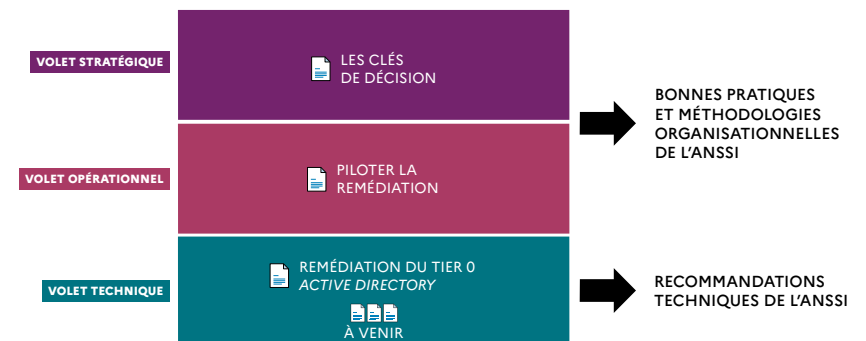 VOLET STRATÉGIQUE
LES CLÉS
DE DÉCISION
BONNES PRATIQUES
ET MÉTHODOLOGIES
ORGANISATIONNELLES
DE L'ANSSI
VOLET OPÉRATIONNEL
PILOTER LA
REMÉDIATION
VOLET TECHNIQUE
REMÉDIATION DU TIER 0
ACTIVE DIRECTORY
À VENIR
RECOMMANDATIONS
TECHNIQUES DE L'ANSSI